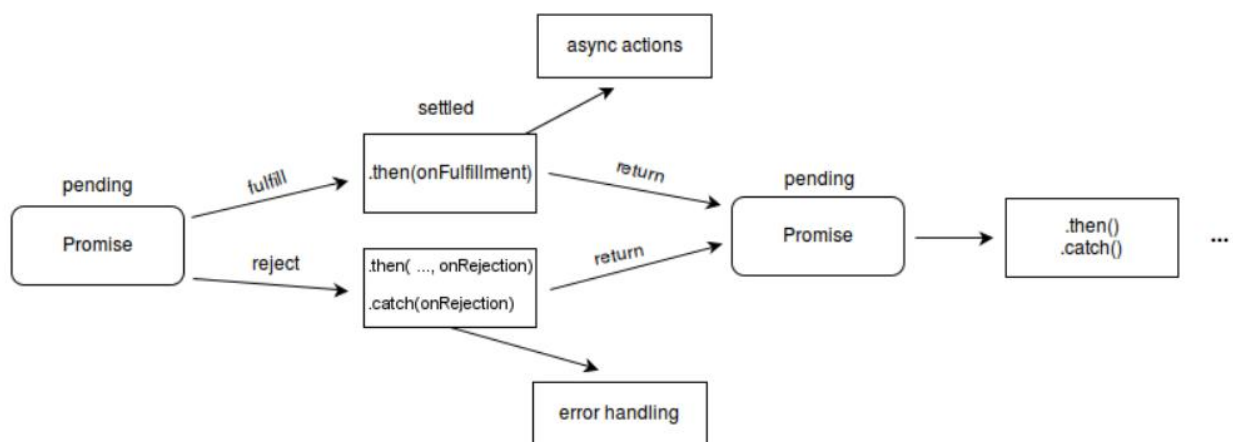 async actions
settled
.then(onFulfillment)
fulfill
return
pending
Promise
pending
Promise
.then()
.catch()
...
reject
.then( ..., onRejection)
.catch(onRejection)
return
error handling